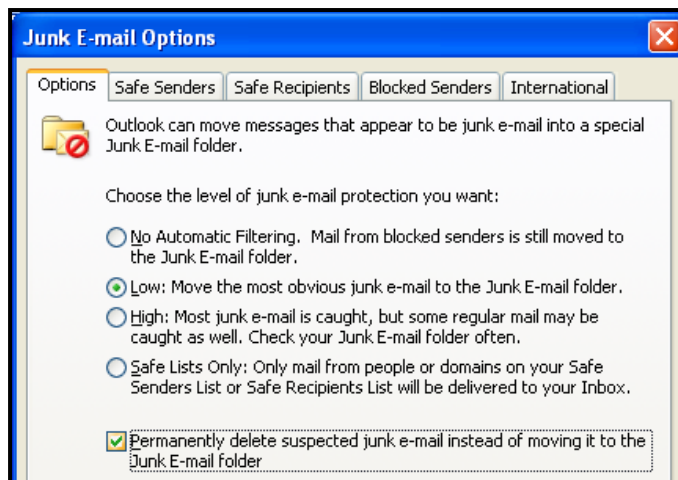 Junk E-mail Options
Options Safe Senders Safe Recipients Blocked Senders International
Outlook can move messages that appear to be junk e-mail into a special
Junk E-mail folder.
Choose the level of junk e-mail protection you want:
No Automatic Filtering. Mail from blocked senders is still moved to
the Junk E-mail folder.
Low: Move the most obvious junk e-mail to the Junk E-mail folder.
High: Most junk e-mail is caught, but some regular mail may be
caught as well. Check your Junk E-mail folder often.
Safe Lists Only: Only mail from people or domains on your Safe
Senders List or Safe Recipients List will be delivered to your Inbox.
Permanently delete suspected junk e-mail instead of moving it to the
Junk E-mail folder